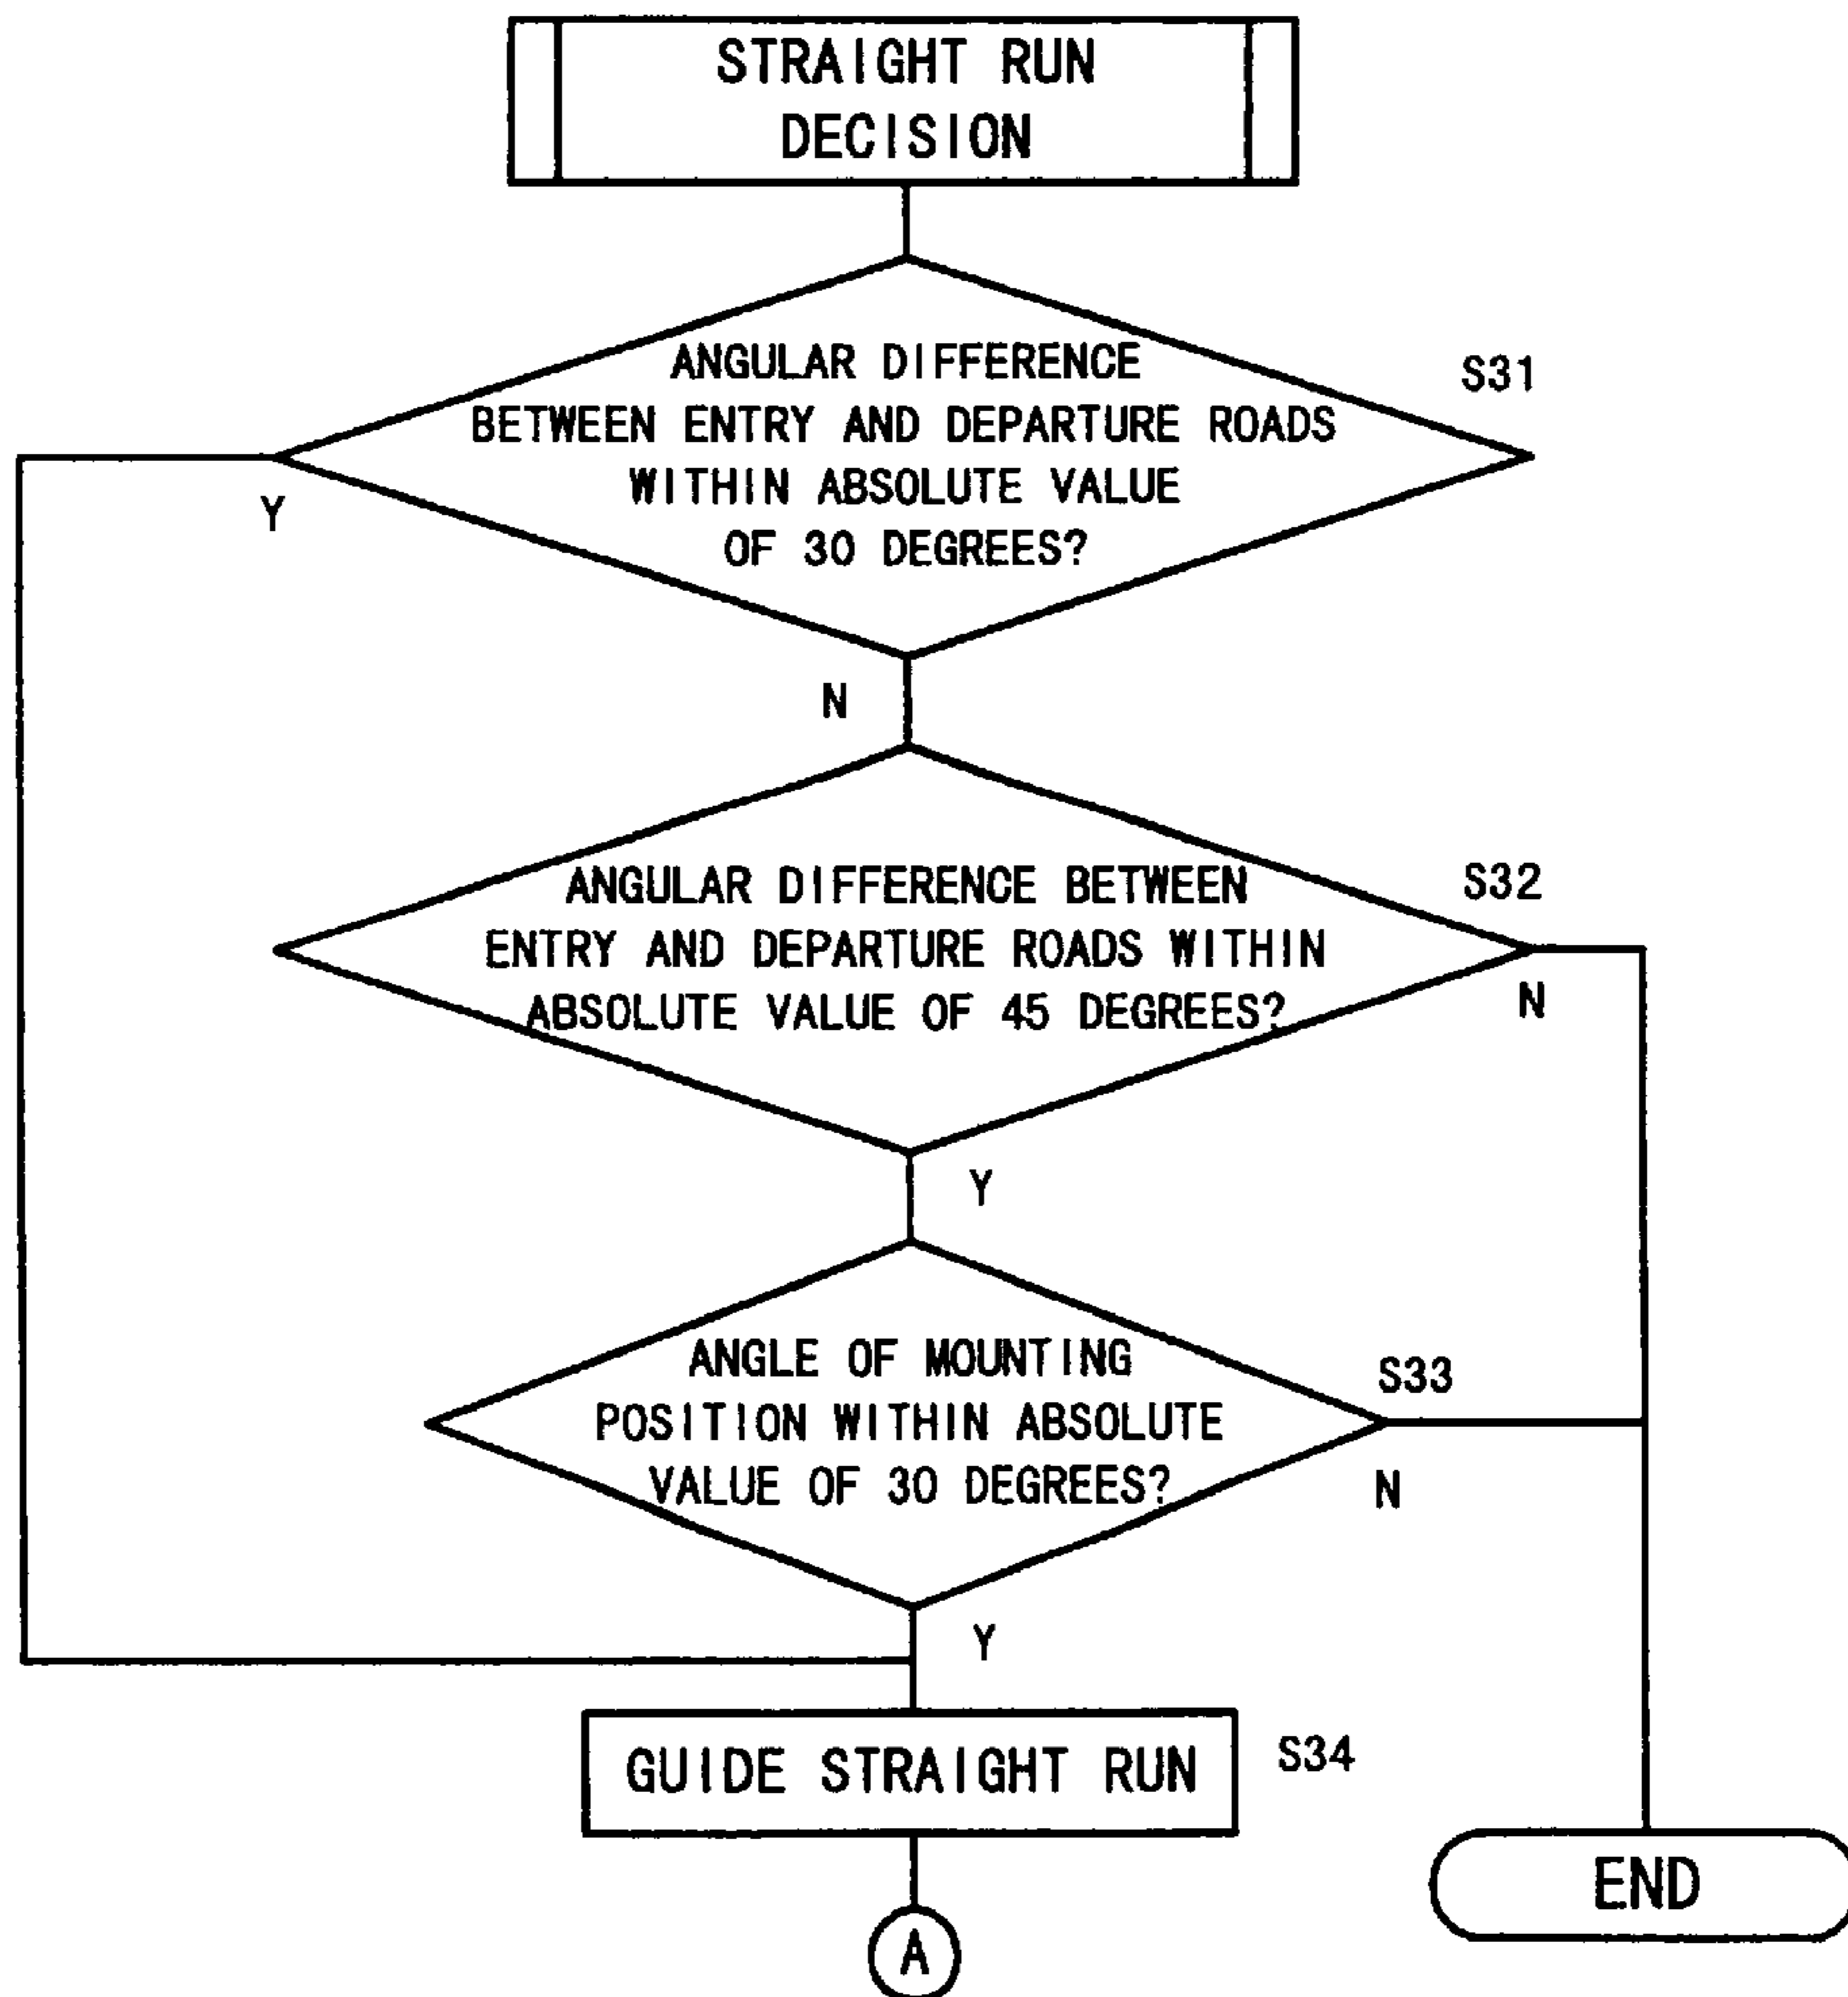 STRAIGHT RUN
DECISION
ANGULAR DIFFERENCE
BETWEEN ENTRY AND DEPARTURE ROADS
WITHIN ABSOLUTE VALUE
OF 30 DEGREES?
S31
Y
N
ANGULAR DIFFERENCE BETWEEN
ENTRY AND DEPARTURE ROADS WITHIN
ABSOLUTE VALUE OF 45 DEGREES?
S32
N
Y
ANGLE OF MOUNTING
POSITION WITHIN ABSOLUTE
VALUE OF 30 DEGREES?
S33
N
Y
GUIDE STRAIGHT RUN
S34
END
A